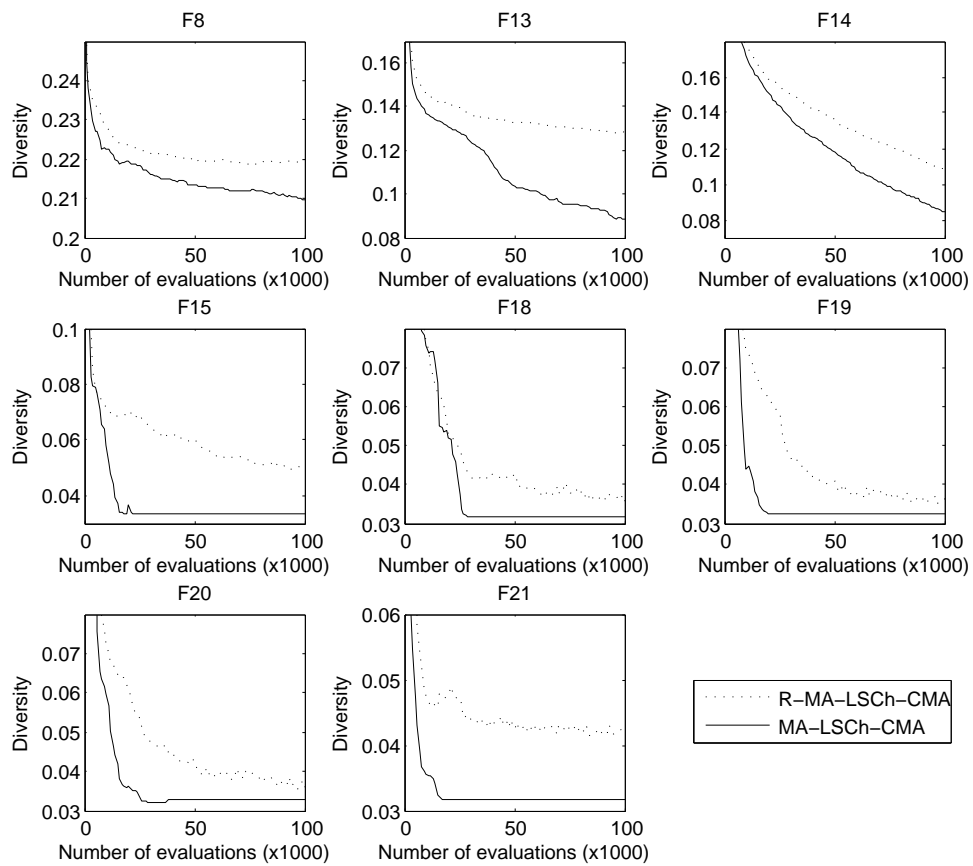 F8
0.24
0.23
0.22
0.21
0.2
Diversity
0 50 100
Number of evaluations (x1000)
F13
0.16
0.14
0.12
0.1
0.08
Diversity
0 50 100
Number of evaluations (x1000)
F14
0.16
0.14
0.12
0.1
0.08
Diversity
0 50 100
Number of evaluations (x1000)
F15
0.1
0.08
0.06
0.04
Diversity
0 50 100
Number of evaluations (x1000)
F18
0.07
0.06
0.05
0.04
0.03
Diversity
0 50 100
Number of evaluations (x1000)
F19
0.07
0.06
0.05
0.04
0.03
Diversity
0 50 100
Number of evaluations (x1000)
F20
0.07
0.06
0.05
0.04
0.03
Diversity
0 50 100
Number of evaluations (x1000)
F21
0.06
0.05
0.04
0.03
Diversity
0 50 100
Number of evaluations (x1000)
R−MA−LSCh−CMA
MA−LSCh−CMA